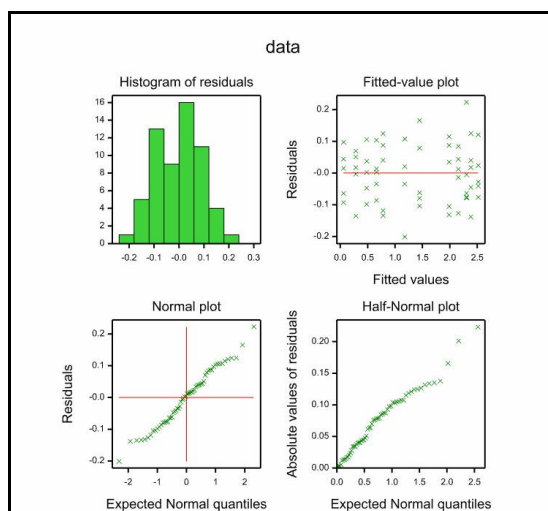 data
Histogram of residuals
16
14
12
10
8
6
4
2
0
-0.2 -0.1 -0.0 0.1 0.2 0.3
Fitted-value plot
Residuals
0.2
0.1
-0.0
-0.1
-0.2
0.0 0.5 1.0 1.5 2.0 2.5
Fitted values
Normal plot
Residuals
0.2
0.1
-0.0
-0.1
-0.2
-2 -1 0 1 2
Expected Normal quantiles
Half-Normal plot
Absolute values of residuals
0.20
0.15
0.10
0.05
0.00
0.0 0.5 1.0 1.5 2.0 2.5
Expected Normal quantiles